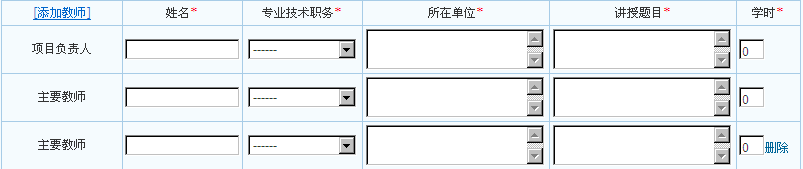 [添加教师] 姓名* 专业技术职务* 所在单位* 讲授题目* 学时*
项目负责人 ------ 0
主要教师 ------ 0
主要教师 ------ 0 删除